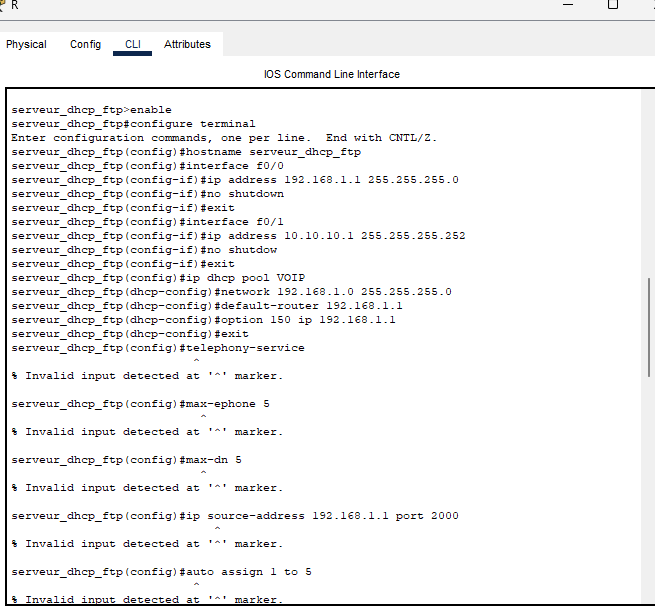 R
Physical Config CLI Attributes
IOS Command Line Interface
serveur_dhcp_ftp>enable
serveur_dhcp_ftp#configure terminal
Enter configuration commands, one per line.  End with CNTL/Z.
serveur_dhcp_ftp(config)#hostname serveur_dhcp_ftp
serveur_dhcp_ftp(config)#interface f0/0
serveur_dhcp_ftp(config-if)#ip address 192.168.1.1 255.255.255.0
serveur_dhcp_ftp(config-if)#no shutdown
serveur_dhcp_ftp(config-if)#exit
serveur_dhcp_ftp(config)#interface f0/1
serveur_dhcp_ftp(config-if)#ip address 10.10.10.1 255.255.255.252
serveur_dhcp_ftp(config-if)#no shutdow
serveur_dhcp_ftp(config-if)#exit
serveur_dhcp_ftp(config)#ip dhcp pool VOIP
serveur_dhcp_ftp(dhcp-config)#network 192.168.1.0 255.255.255.0
serveur_dhcp_ftp(dhcp-config)#default-router 192.168.1.1
serveur_dhcp_ftp(dhcp-config)#option 150 ip 192.168.1.1
serveur_dhcp_ftp(dhcp-config)#exit
serveur_dhcp_ftp(config)#telephony-service
^
% Invalid input detected at '^' marker.
serveur_dhcp_ftp(config)#max-ephone 5
^
% Invalid input detected at '^' marker.
serveur_dhcp_ftp(config)#max-dn 5
^
% Invalid input detected at '^' marker.
serveur_dhcp_ftp(config)#ip source-address 192.168.1.1 port 2000
^
% Invalid input detected at '^' marker.
serveur_dhcp_ftp(config)#auto assign 1 to 5
^
% Invalid input detected at '^' marker.